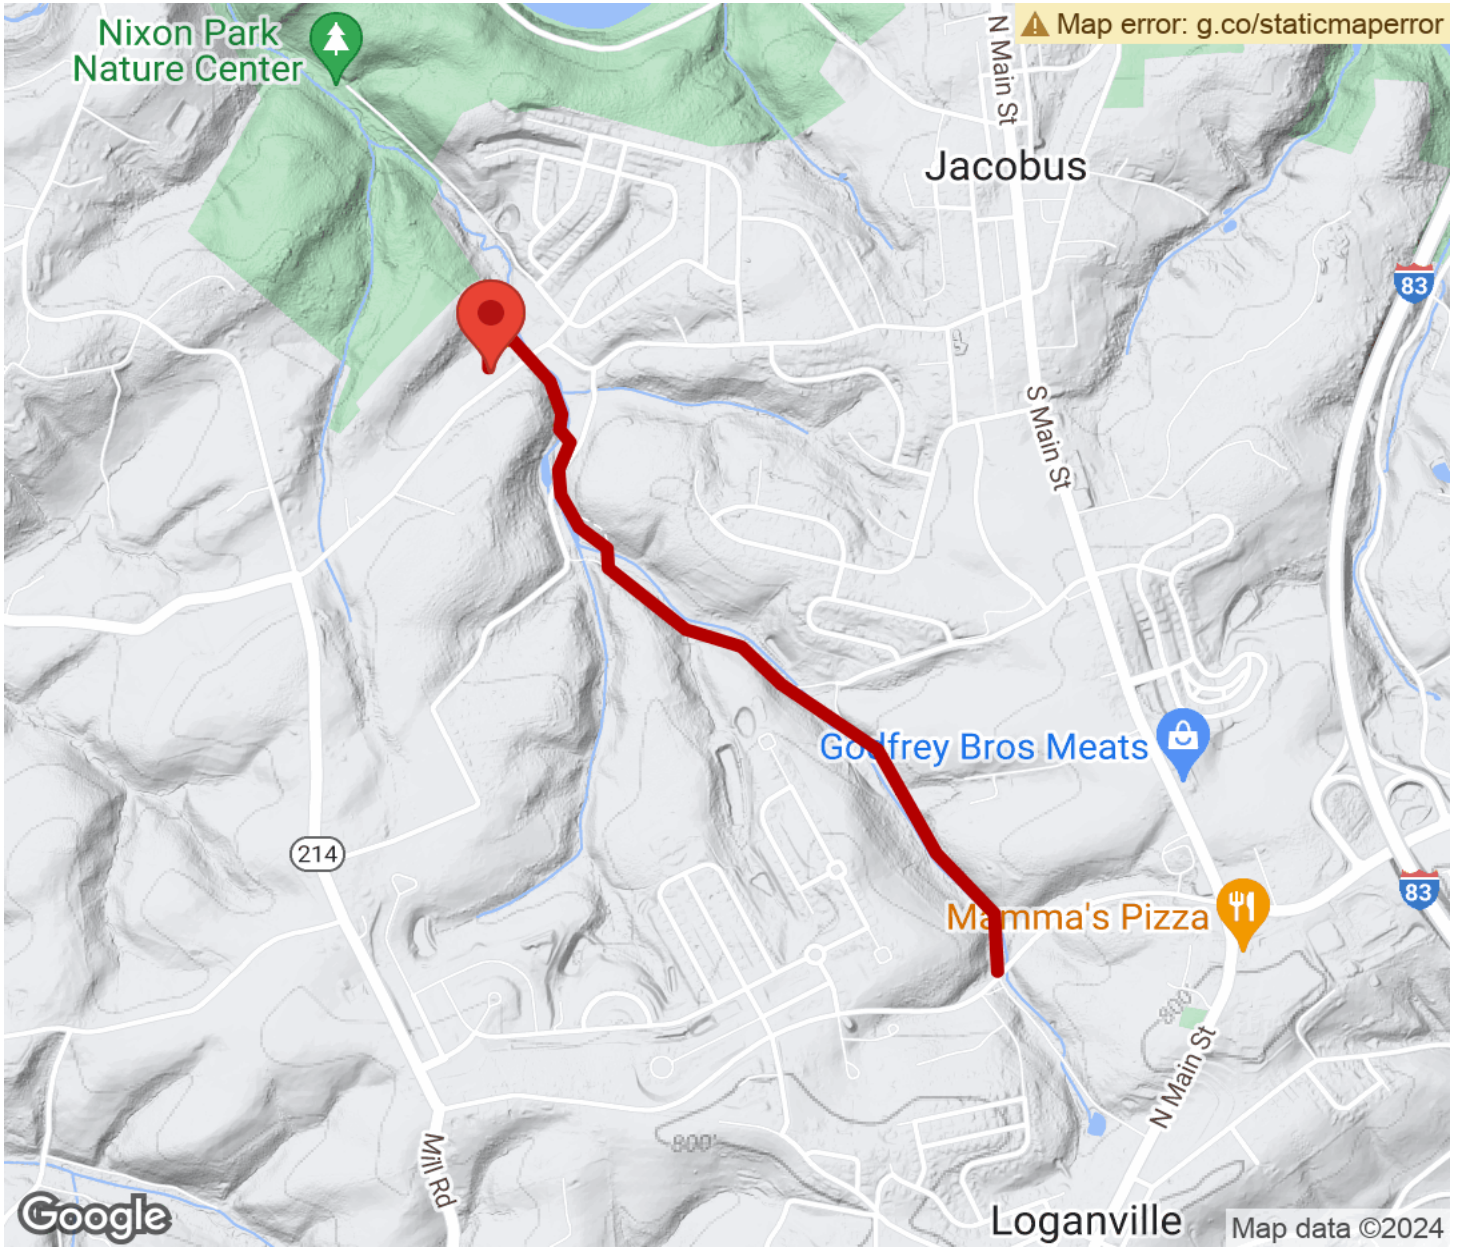 Map error: g.co/staticmaperror
Nixon Park
Nature Center
N Main St
Jacobus
83
S Main St
Godfrey Bros Meats
214
83
Mamma's Pizza
800'
N Main St
800'
Mill Rd
Loganville
Google
Map data ©2024